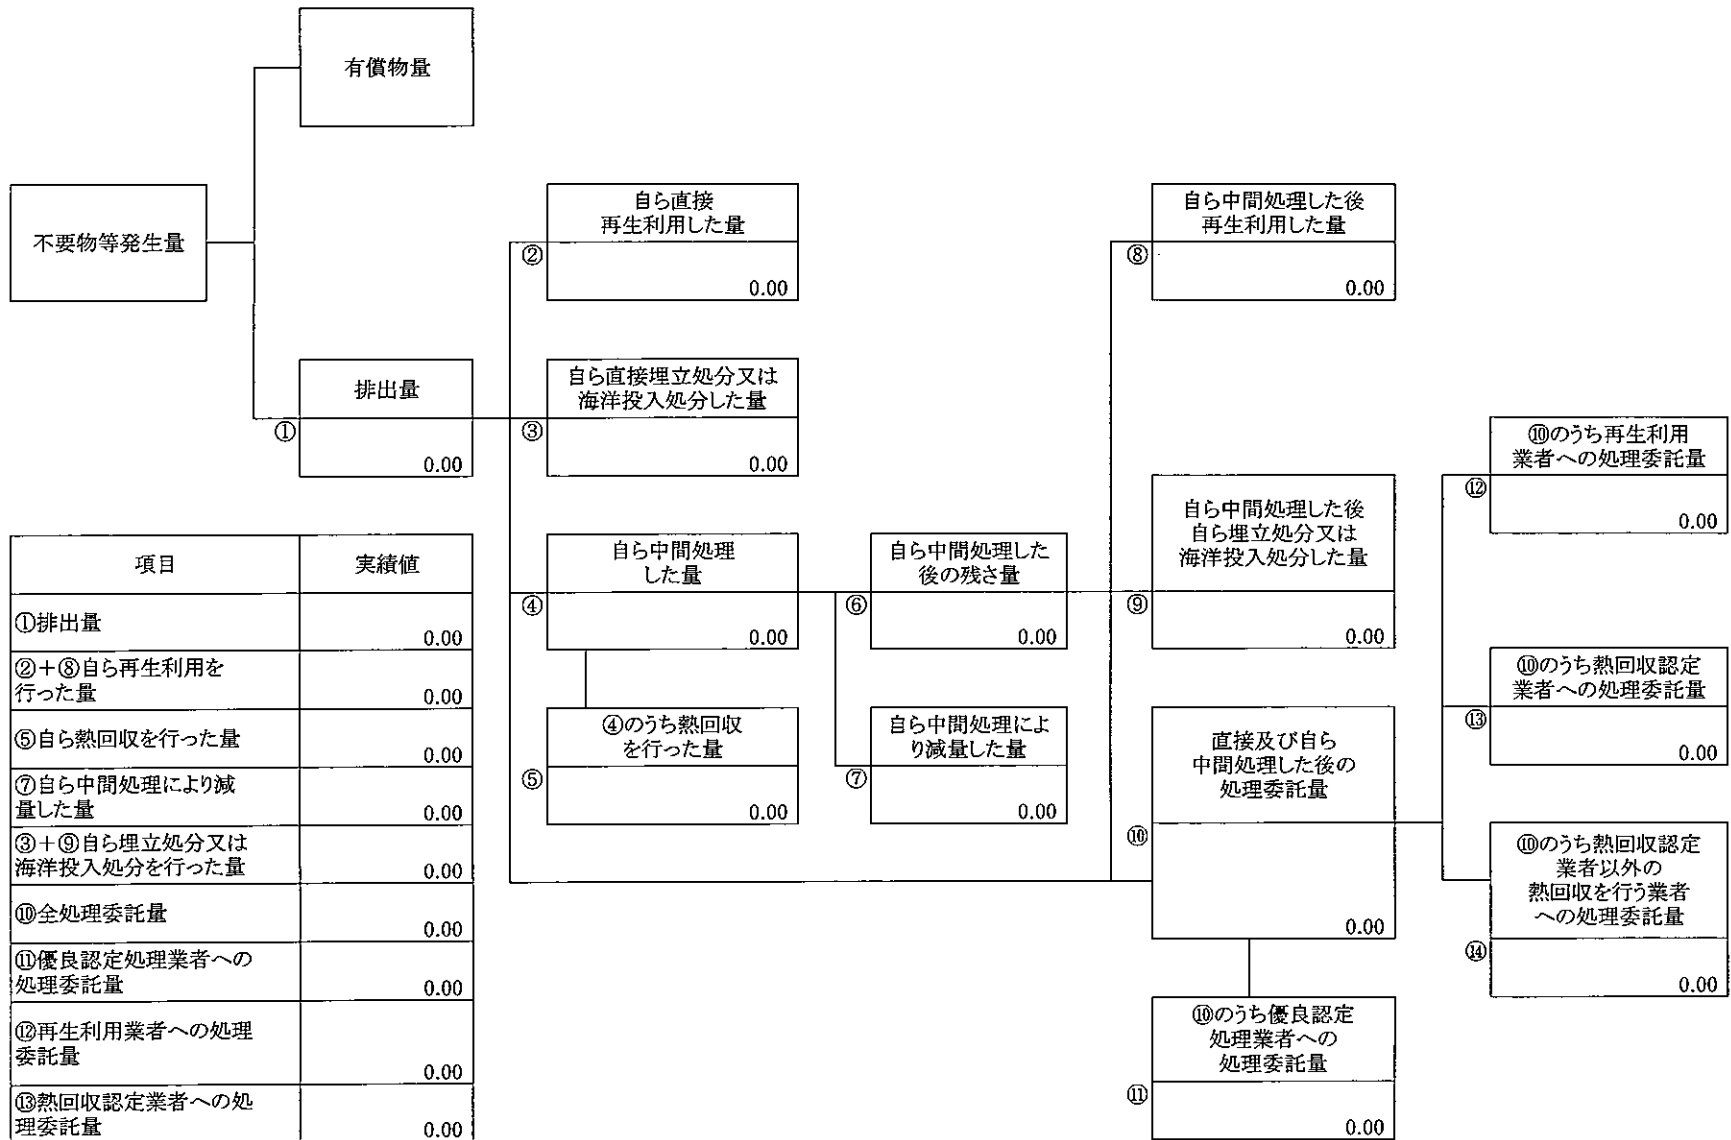 有償物量
不要物等発生量
排出量
①
0.00
自ら直接
再生利用した量
②
0.00
自ら直接埋立処分又は
海洋投入処分した量
③
0.00
自ら中間処理
した量
④
0.00
④のうち熱回収
を行った量
⑤
0.00
自ら中間処理した
後の残さ量
⑥
0.00
自ら中間処理によ
り減量した量
⑦
0.00
自ら中間処理した後
再生利用した量
⑧
0.00
自ら中間処理した後
自ら埋立処分又は
海洋投入処分した量
⑨
0.00
直接及び自ら
中間処理した後の
処理委託量
⑩
0.00
⑩のうち優良認定
処理業者への
処理委託量
⑪
0.00
⑩のうち再生利用
業者への処理委託量
⑫
0.00
⑩のうち熱回収認定
業者への処理委託量
⑬
0.00
⑩のうち熱回収認定
業者以外の
熱回収を行う業者
への処理委託量
⑭
0.00
項目 実績値
①排出量
0.00
②+⑧自ら再生利用を
行った量 0.00
⑤自ら熱回収を行った量
0.00
⑦自ら中間処理により減
量した量 0.00
③+⑨自ら埋立処分又は
海洋投入処分を行った量 0.00
⑩全処理委託量
0.00
⑪優良認定処理業者への
処理委託量 0.00
⑫再生利用業者への処理
委託量
0.00
⑬熱回収認定業者への処
理委託量 0.00